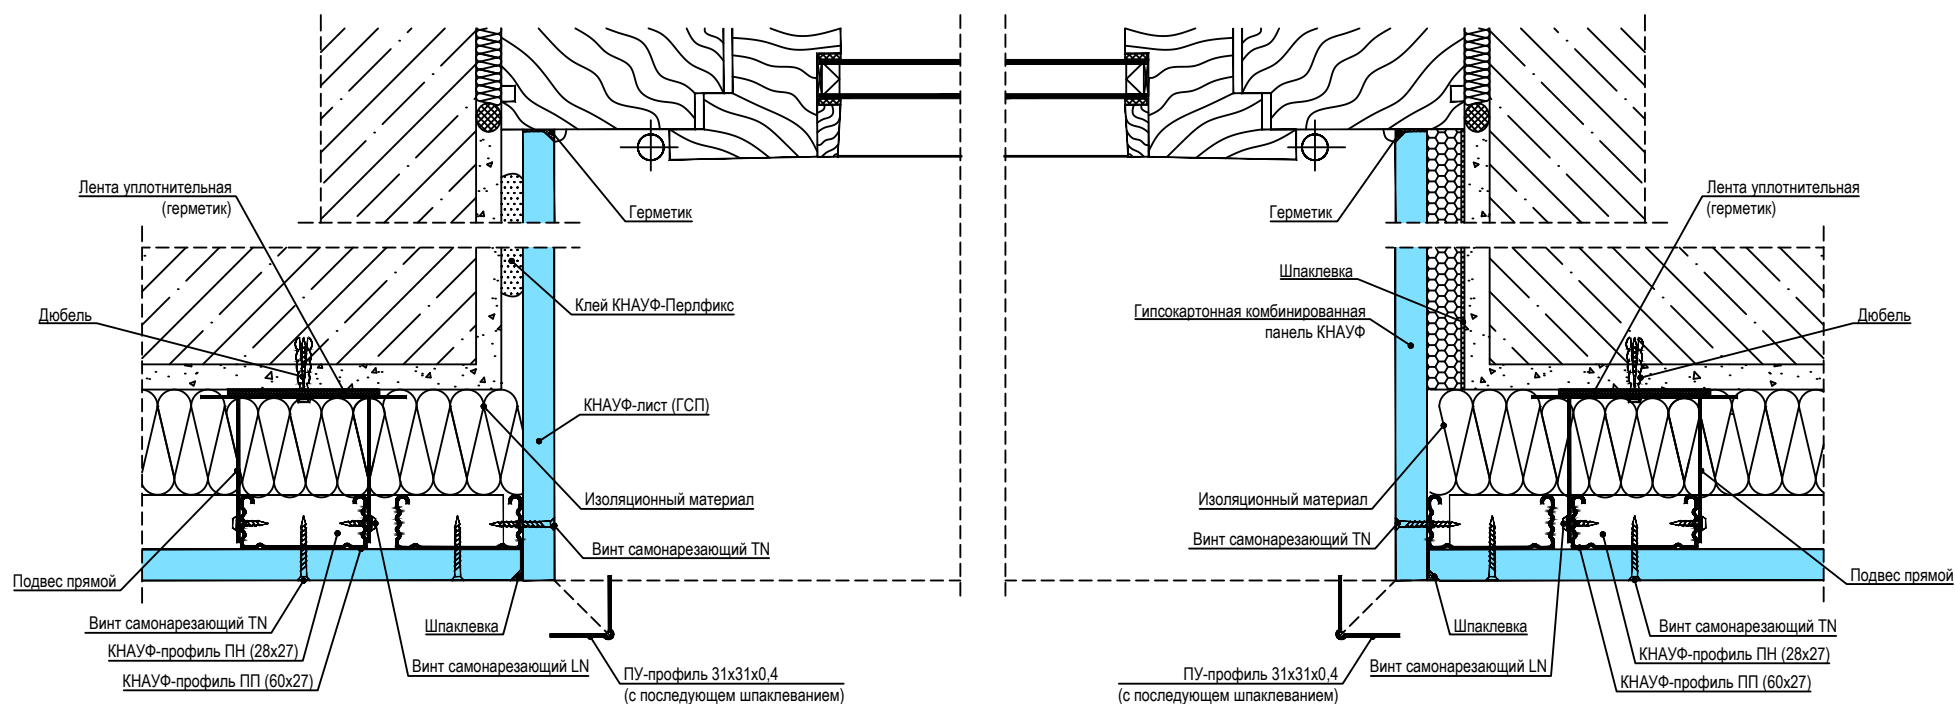 Лента уплотнительная
(герметик)
Герметик
Дюбель
Клей КНАУФ-Перлфикс
КНАУФ-лист (ГСП)
Изоляционный материал
Винт самонарезающий TN
Подвес прямой
Винт самонарезающий TN
КНАУФ-профиль ПН (28х27)
КНАУФ-профиль ПП (60х27)
Шпаклевка
Винт самонарезающий LN
ПУ-профиль 31х31х0,4
(с последующем шпаклеванием)
Герметик
Лента уплотнительная
(герметик)
Шпаклевка
Гипсокартонная комбинированная
панель КНАУФ
Дюбель
Изоляционный материал
Винт самонарезающий TN
Подвес прямой
Шпаклевка
Винт самонарезающий TN
КНАУФ-профиль ПН (28х27)
КНАУФ-профиль ПП (60х27)
Винт самонарезающий LN
ПУ-профиль 31х31х0,4
(с последующем шпаклеванием)